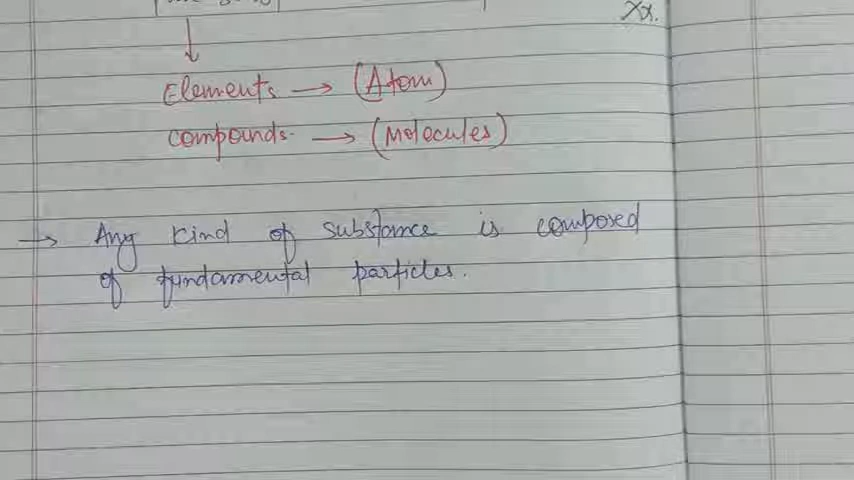 Elements → (Atom)
compounds. → (Molecules)
→ Any kind of substance is composed
of fundamental particles.